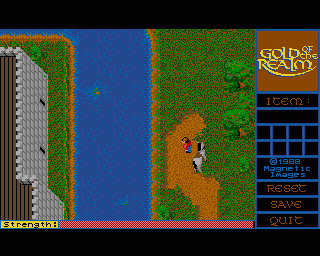 GOLD OF the REALM
ITEM:
©1988
Magnetic
Images
RESET
SAVE
QUIT
Strength: